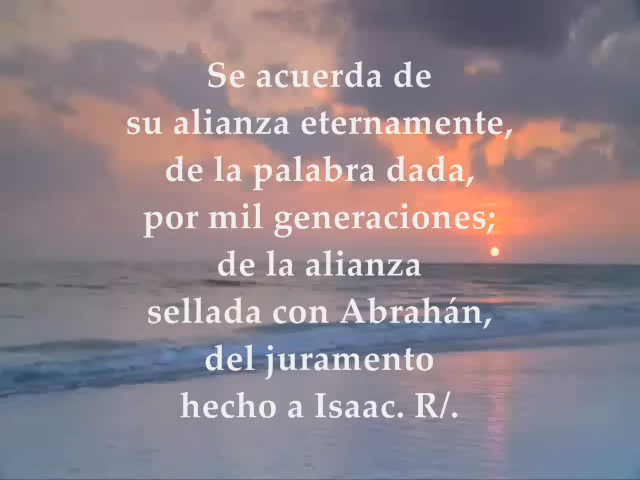 Se acuerda de
su alianza eternamente,
de la palabra dada,
por mil generaciones;
de la alianza
sellada con Abrahán,
del juramento
hecho a Isaac. R/.